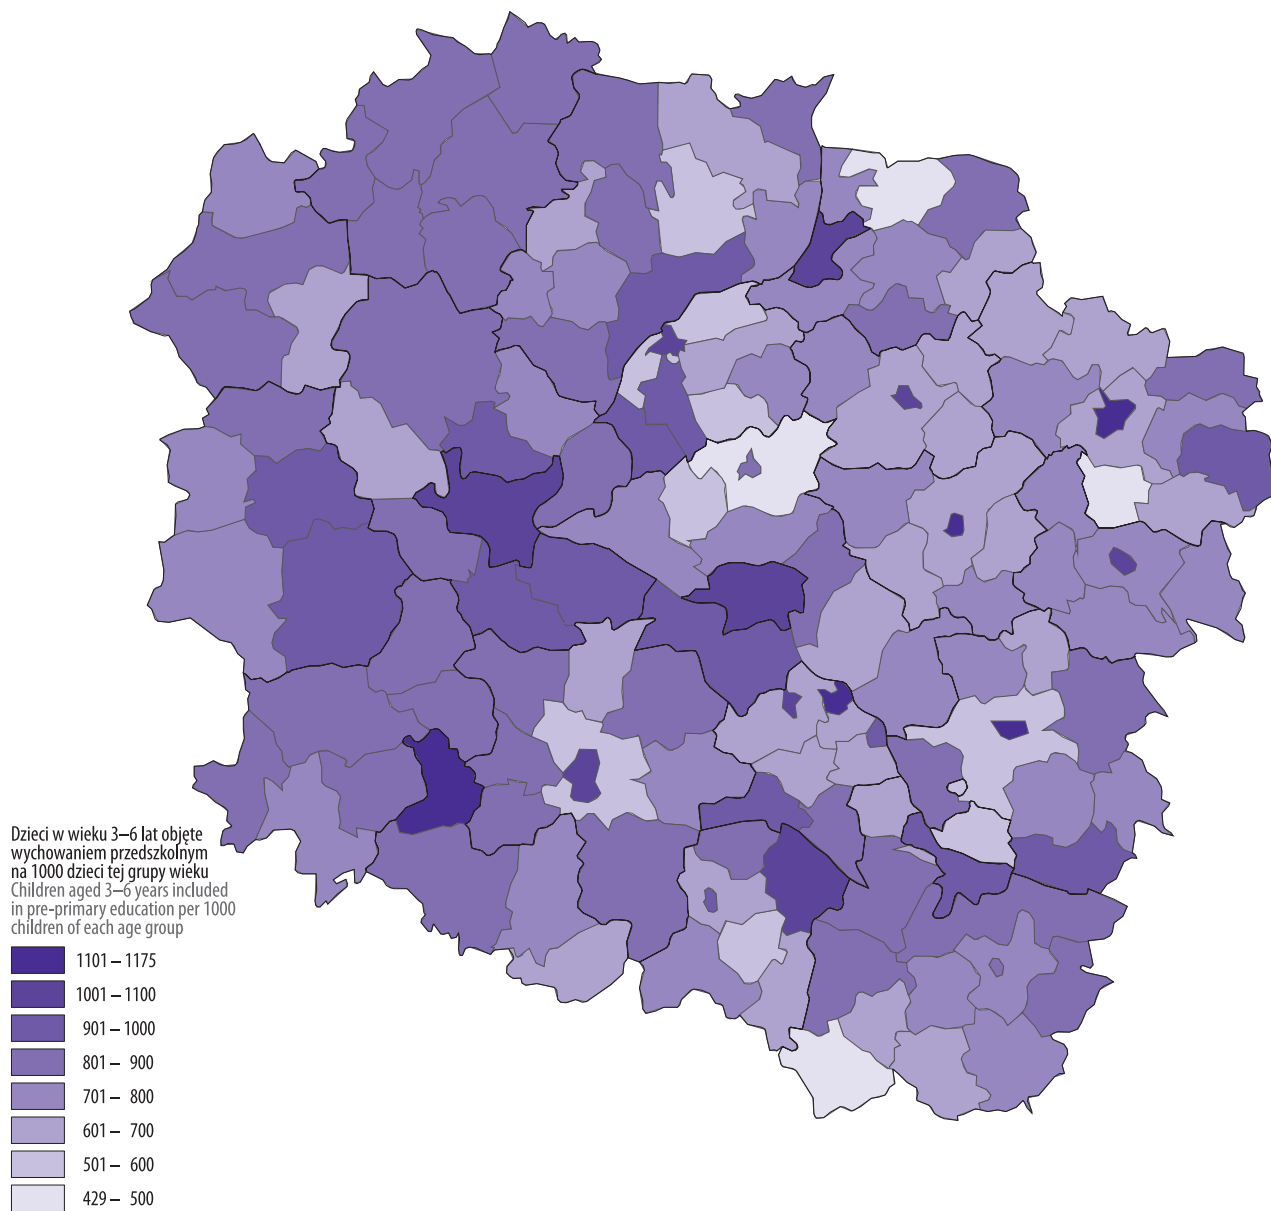 Dzieci w wieku 3–6 lat objęte
wychowaniem przedszkolnym
na 1000 dzieci tej grupy wieku
Children aged 3–6 years included
in pre-primary education per 1000
children of each age group
1101 – 1175
1001 – 1100
901 – 1000
801 – 900
701 – 800
601 – 700
501 – 600
429 – 500